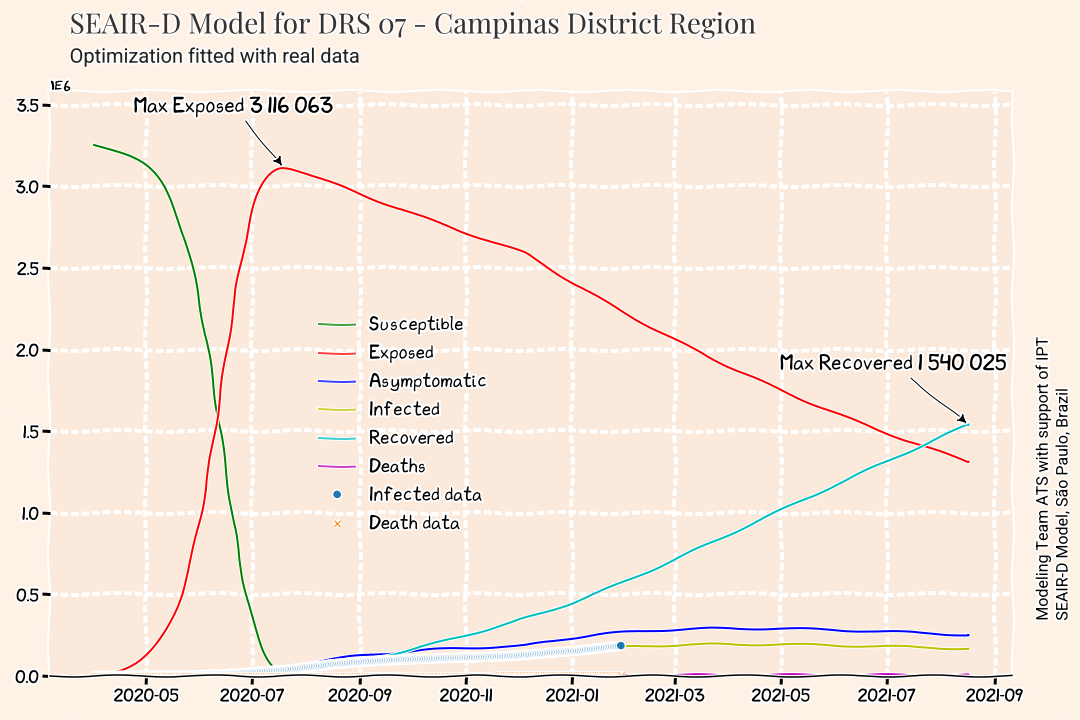 SEAIR-D Model for DRS 07 - Campinas District Region
Optimization fitted with real data
1E6
3.5
3.0
2.5
2.0
1.5
1.0
0.5
0.0
Max Exposed 3 116 063
Max Recovered 1 540 025
Susceptible
Exposed
Asymptomatic
Infected
Recovered
Deaths
Infected data
Death data
2020-05
2020-07
2020-09
2020-11
2021-01
2021-03
2021-05
2021-07
2021-09
Modeling Team ATS with support of IPT
SEAIR-D Model, São Paulo, Brazil